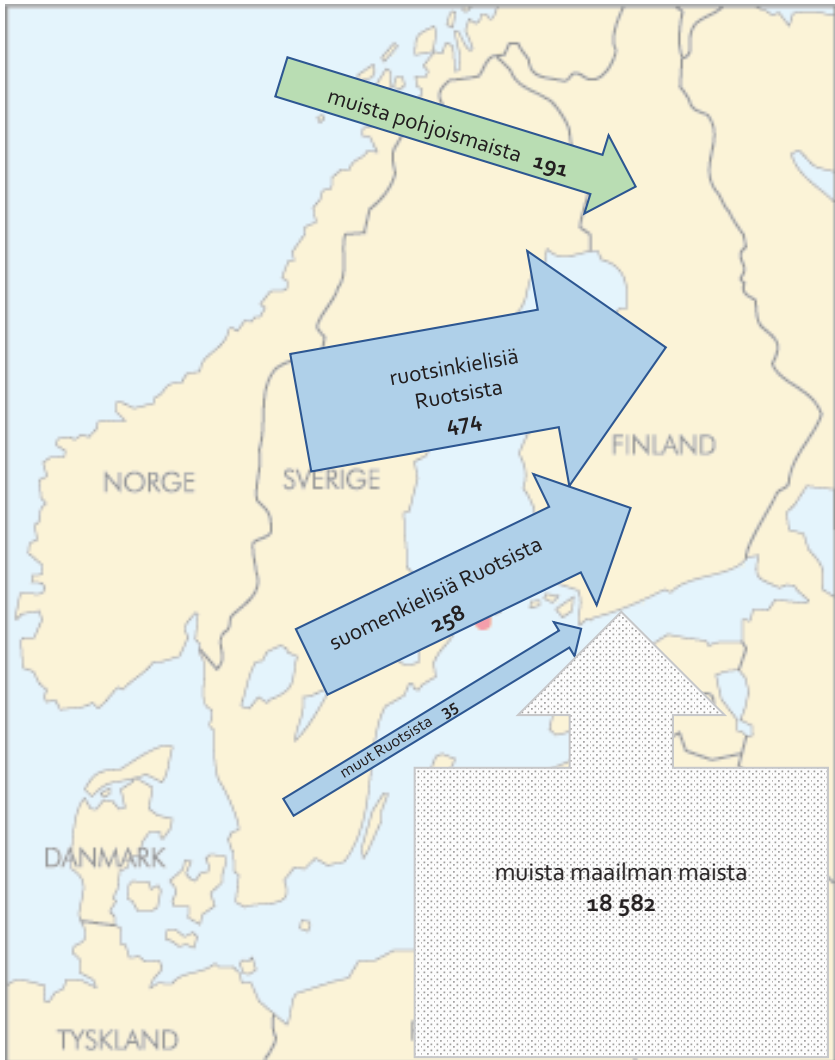 muista pohjoismaista 191
ruotsinkielisiä
Ruotsista
474
FINLAND
NORGE
SVERIGE
suomenkielisiä Ruotsista
258
muut Ruotsista 35
DANMARK
muista maailman maista
18 582
TYSKLAND